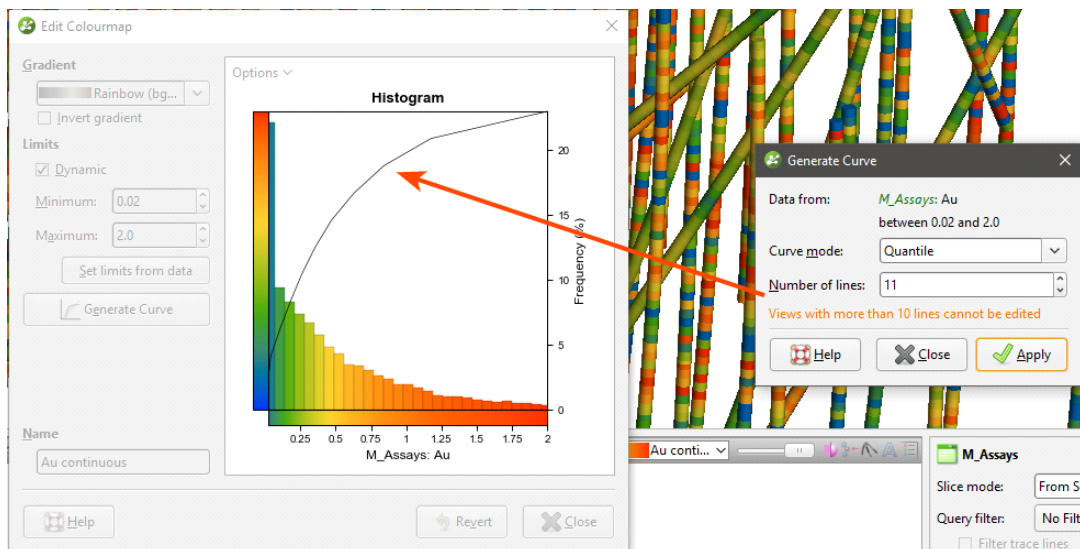 Edit Colourmap
Gradient
Rainbow (bg...
Invert gradient
Limits
Dynamic
Minimum: 0.02
Maximum: 2.0
Set limits from data
Generate Curve
Name
Au continuous
Help
Revert
Close
Options
Histogram
20
15
10
5
0
Frequency (%)
0.25 0.5 0.75 1 1.25 1.5 1.75 2
M_Assays: Au
Generate Curve
Data from: M_Assays: Au
between 0.02 and 2.0
Curve mode: Quantile
Number of lines: 11
Views with more than 10 lines cannot be edited
Help
Close
Apply
Au conti...
M_Assays
Slice mode: From S
Query filter: No Filt
Filter trace lines